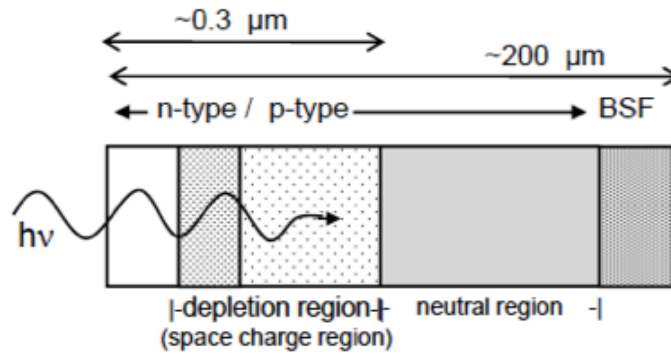 ~0.3 μm
~200 μm
n-type / p-type BSF
hν
|-depletion region-|- neutral region -|
(space charge region)